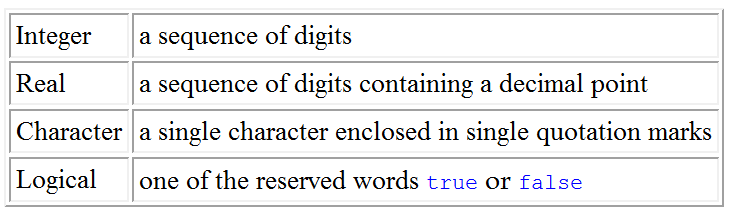 Integer a sequence of digits
Real a sequence of digits containing a decimal point
Character a single character enclosed in single quotation marks
Logical one of the reserved words true or false